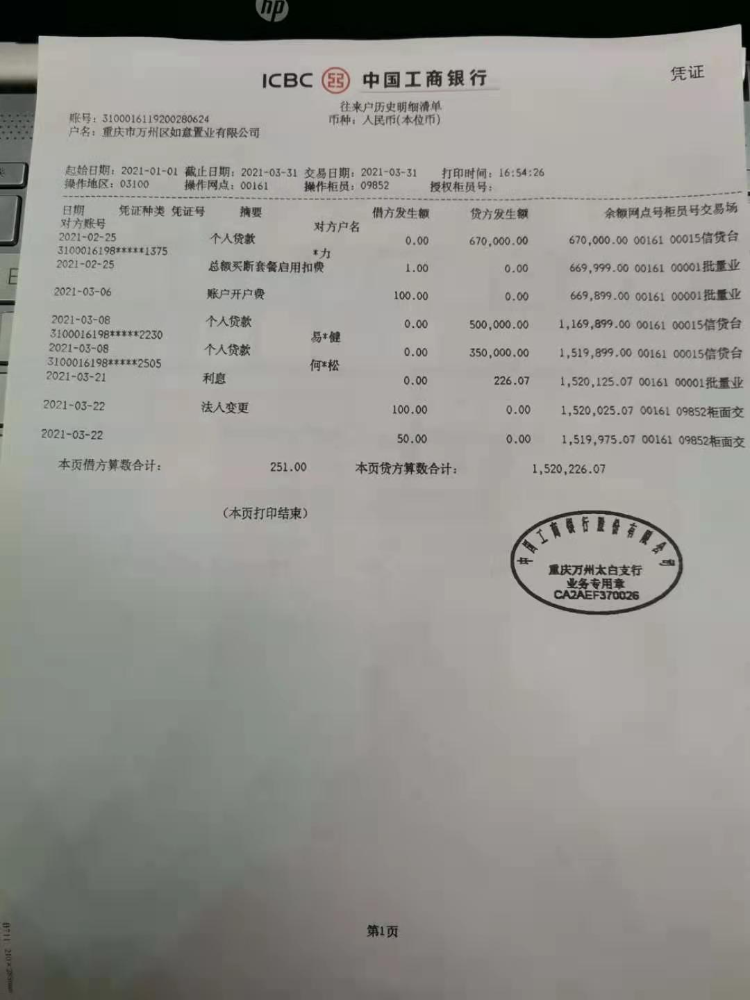 hp
ICBC 中国工商银行
凭证
往来户历史明细清单
账号：3100016119200280624
币种：人民币(本位币)
户名：重庆市万州区如意置业有限公司
起始日期：2021-01-01 截止日期：2021-03-31 交易日期：2021-03-31 打印时间：16:54:26
操作地区：03100 操作网点：00161 操作柜员：09852 授权柜员号：
日期 凭证种类 凭证号 摘要 借方发生额 贷方发生额 余额网点号柜员号交易场
对方账号 对方户名
2021-02-25 个人贷款 0.00 670,000.00 670,000.00 00161 00015信贷台
3100016198*****1375 *力
2021-02-25 总额买断套餐启用扣费 1.00 0.00 669,999.00 00161 00001批量业
2021-03-06 账户开户费 100.00 0.00 669,899.00 00161 00001批量业
2021-03-08 个人贷款 0.00 500,000.00 1,169,899.00 00161 00015信贷台
3100016198*****2230 易*健
2021-03-08 个人贷款 0.00 350,000.00 1,519,899.00 00161 00015信贷台
3100016198*****2505 何*松
2021-03-21 利息 0.00 226.07 1,520,125.07 00161 00001批量业
2021-03-22 法人变更 100.00 0.00 1,520,025.07 00161 09852柜面交
2021-03-22 50.00 0.00 1,519,975.07 00161 09852柜面交
本页借方算数合计： 251.00 本页贷方算数合计： 1,520,226.07
(本页打印结束)
中国工商银行股份有限公司
重庆万州太白支行
业务专用章
CA2AEF370026
第1页